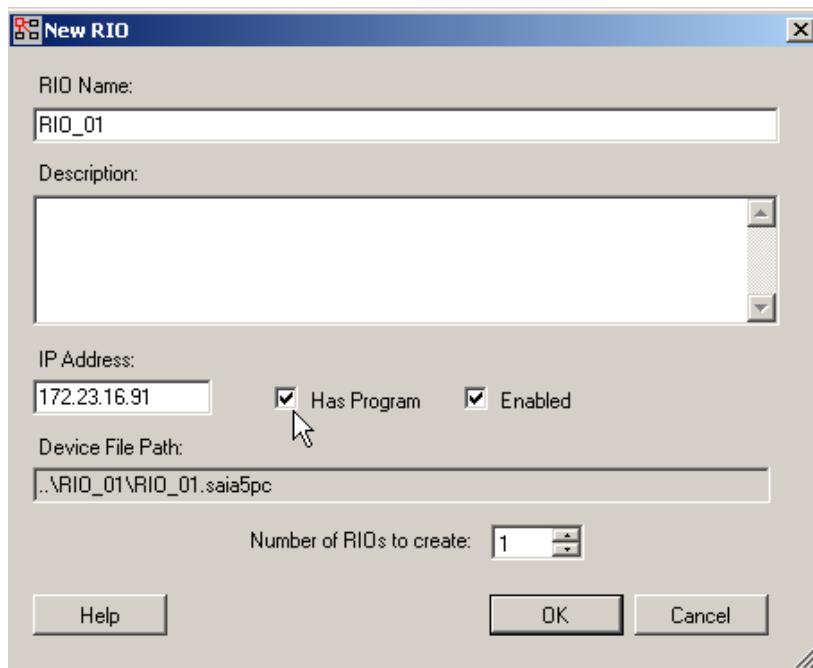 New RIO
RIO Name:
RIO_01
Description:
IP Address:
172.23.16.91 Has Program Enabled
Device File Path:
..\RIO_01\RIO_01.saia5pc
Number of RIOs to create: 1
Help OK Cancel